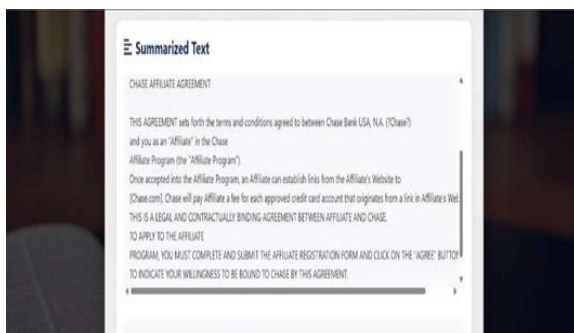 Summarized Text
CHASE AFFILIATE AGREEMENT
THIS AGREEMENT sets forth the terms and conditions agreed to between Chase Bank USA, N.A. (?Chase?)
and you as an "Affiliate" in the Chase
Affiliate Program (the "Affiliate Program").
Once accepted into the Affiliate Program, an Affiliate can establish links from the Affiliate's Website to
[Chase.com]. Chase will pay Affiliate a fee for each approved credit card account that originates from a link in Affiliate's Wel
THIS IS A LEGAL AND CONTRACTUALLY BINDING AGREEMENT BETWEEN AFFILIATE AND CHASE.
TO APPLY TO THE AFFILIATE
PROGRAM, YOU MUST COMPLETE AND SUBMIT THE AFFILIATE REGISTRATION FORM AND CLICK ON THE "AGREE" BUTTON
TO INDICATE YOUR WILLINGNESS TO BE BOUND TO CHASE BY THIS AGREEMENT.